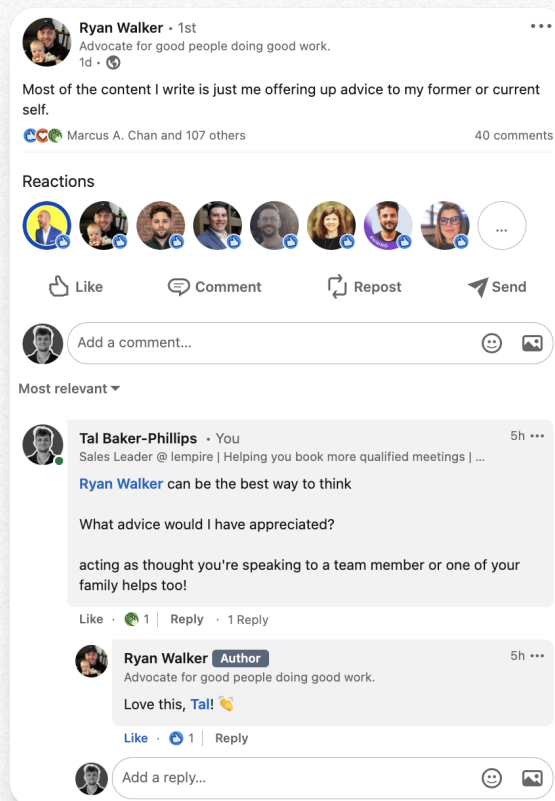 Ryan Walker • 1st
Advocate for good people doing good work.
1d •
Most of the content I write is just me offering up advice to my former or current
self.
Marcus A. Chan and 107 others
40 comments
Reactions
...
Like
Comment
Repost
Send
Add a comment...
Most relevant
Tal Baker-Phillips • You
5h
Sales Leader @ lempire | Helping you book more qualified meetings | ...
Ryan Walker can be the best way to think
What advice would I have appreciated?
acting as thought you're speaking to a team member or one of your
family helps too!
Like · 1 | Reply · 1 Reply
Ryan Walker Author
5h
Advocate for good people doing good work.
Love this, Tal! 👏
Like · 1 | Reply
Add a reply...